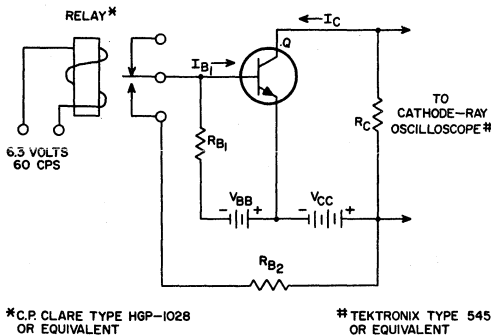 RELAY*
I_C
Q
I_B1
R_B1
R_C
TO
CATHODE-RAY
OSCILLOSCOPE#
6.3 VOLTS
60 CPS
V_BB
V_CC
- +
- +
R_B2
*C.P. CLARE TYPE HGP-1028
OR EQUIVALENT
# TEKTRONIX TYPE 545
OR EQUIVALENT